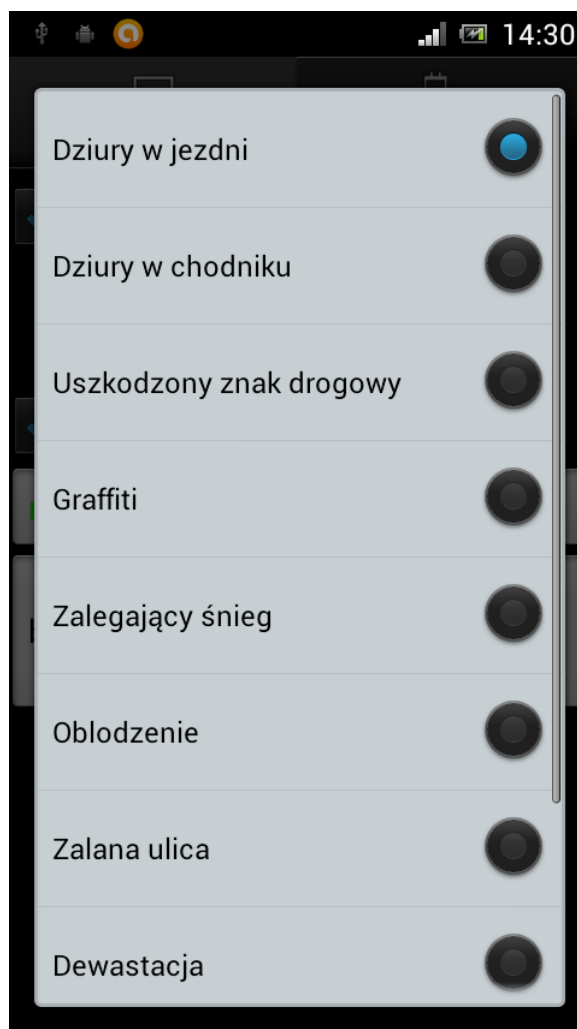 14:30
Dziury w jezdni
Dziury w chodniku
Uszkodzony znak drogowy
Graffiti
Zalegający śnieg
Oblodzenie
Zalana ulica
Dewastacja